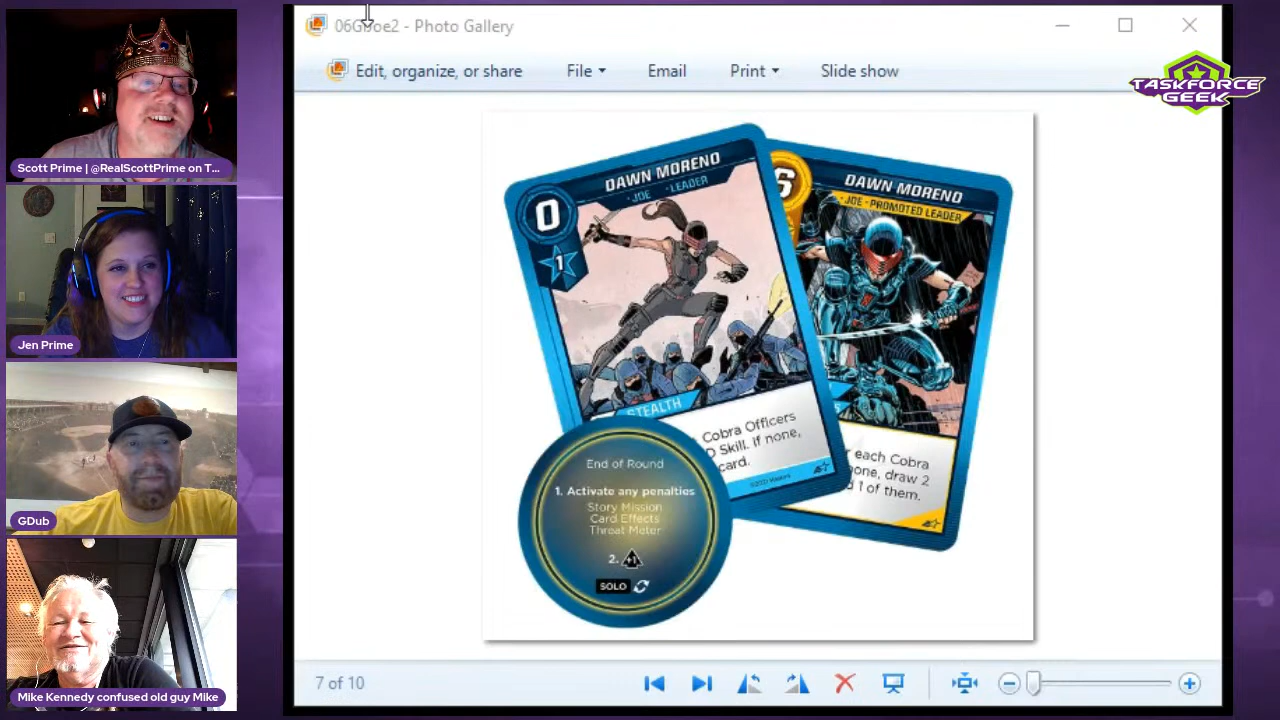 Scott Prime | @RealScottPrime on T...
Jen Prime
GDub
Mike Kennedy confused old guy Mike
- Photo Gallery
Edit, organize, or share
File
Email
Print
Slide show
TASKFORCE
GEEK
0
1
DAWN MORENO
· JOE · LEADER
STEALTH
Cobra Officers
Skill. If none,
card.
6
DAWN MORENO
· JOE · PROMOTED LEADER
each Cobra
none, draw 2
1 of them.
End of Round
1. Activate any penalties
Story Mission
Card Effects
Threat Meter
2. +1
SOLO
7 of 10